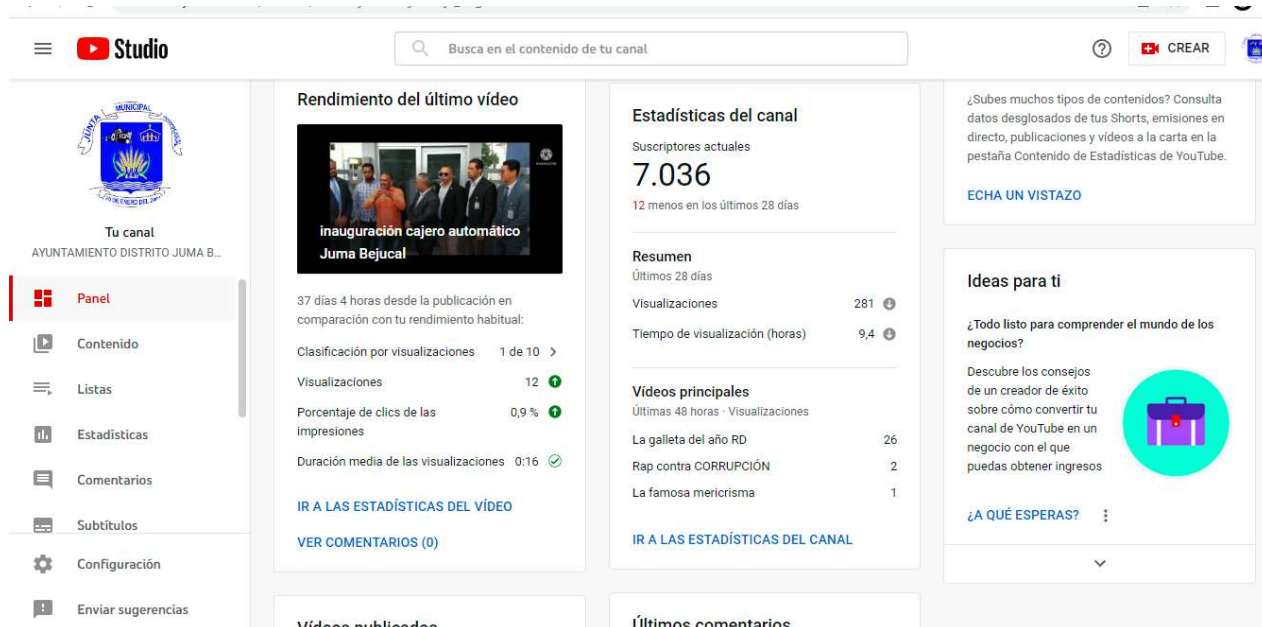 Studio
Busca en el contenido de tu canal
CREAR
JUNTA MUNICIPAL
Tu canal
AYUNTAMIENTO DISTRITO JUMA B...
Panel
Contenido
Listas
Estadísticas
Comentarios
Subtítulos
Configuración
Enviar sugerencias
Rendimiento del último vídeo
inauguración cajero automático
Juma Bejucal
37 días 4 horas desde la publicación en
comparación con tu rendimiento habitual:
Clasificación por visualizaciones 1 de 10
Visualizaciones 12
Porcentaje de clics de las 0,9 %
impresiones
Duración media de las visualizaciones 0:16
IR A LAS ESTADÍSTICAS DEL VÍDEO
VER COMENTARIOS (0)
Vídeos publicados
Estadísticas del canal
Suscriptores actuales
7.036
12 menos en los últimos 28 días
Resumen
Últimos 28 días
Visualizaciones 281
Tiempo de visualización (horas) 9,4
Vídeos principales
Últimas 48 horas · Visualizaciones
La galleta del año RD 26
Rap contra CORRUPCIÓN 2
La famosa mericrisma 1
IR A LAS ESTADÍSTICAS DEL CANAL
Últimos comentarios
¿Subes muchos tipos de contenidos? Consulta
datos desglosados de tus Shorts, emisiones en
directo, publicaciones y vídeos a la carta en la
pestaña Contenido de Estadísticas de YouTube.
ECHA UN VISTAZO
Ideas para ti
¿Todo listo para comprender el mundo de los
negocios?
Descubre los consejos
de un creador de éxito
sobre cómo convertir tu
canal de YouTube en un
negocio con el que
puedas obtener ingresos
¿A QUÉ ESPERAS?